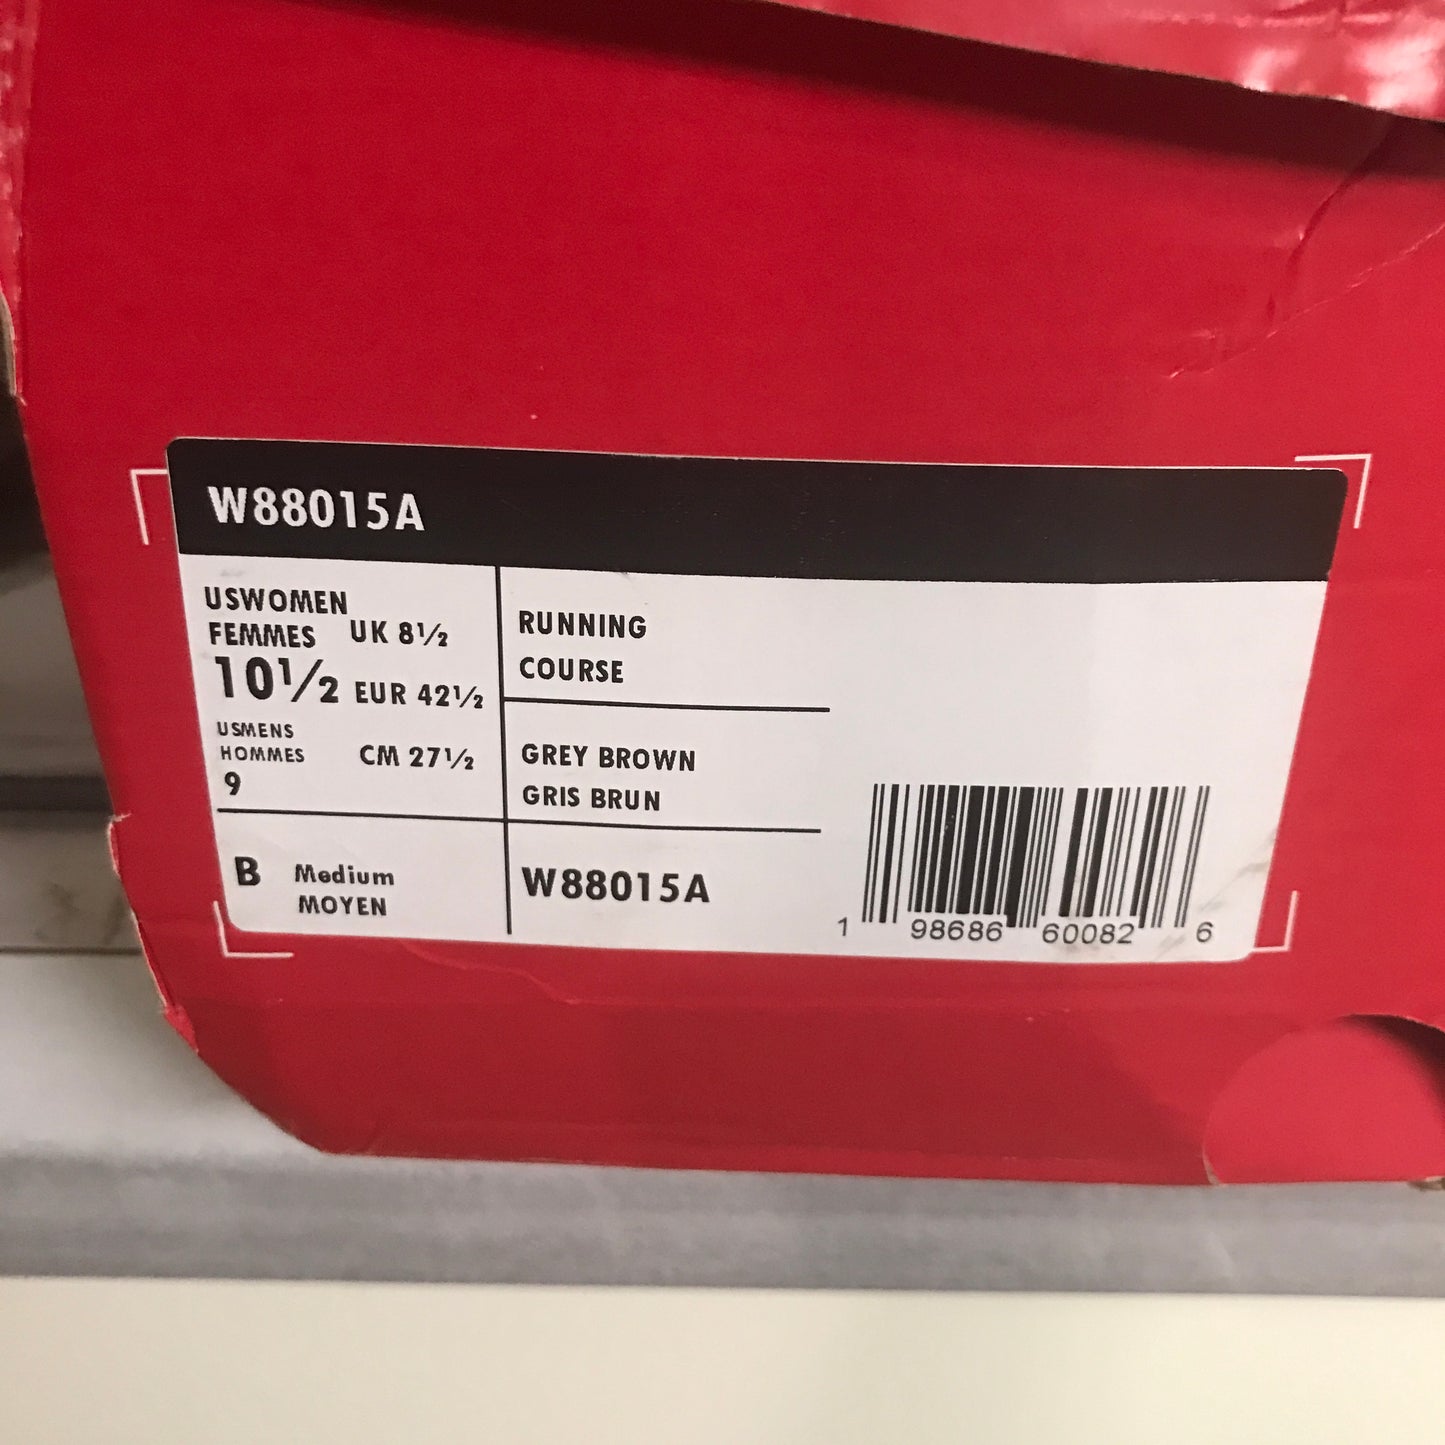 W88015A
USWOMEN
FEMMES UK 8½
10½ EUR 42½
USMENS
HOMMES CM 27½
9
B Medium
MOYEN
RUNNING
COURSE
GREY BROWN
GRIS BRUN
W88015A
1 98686 60082 6